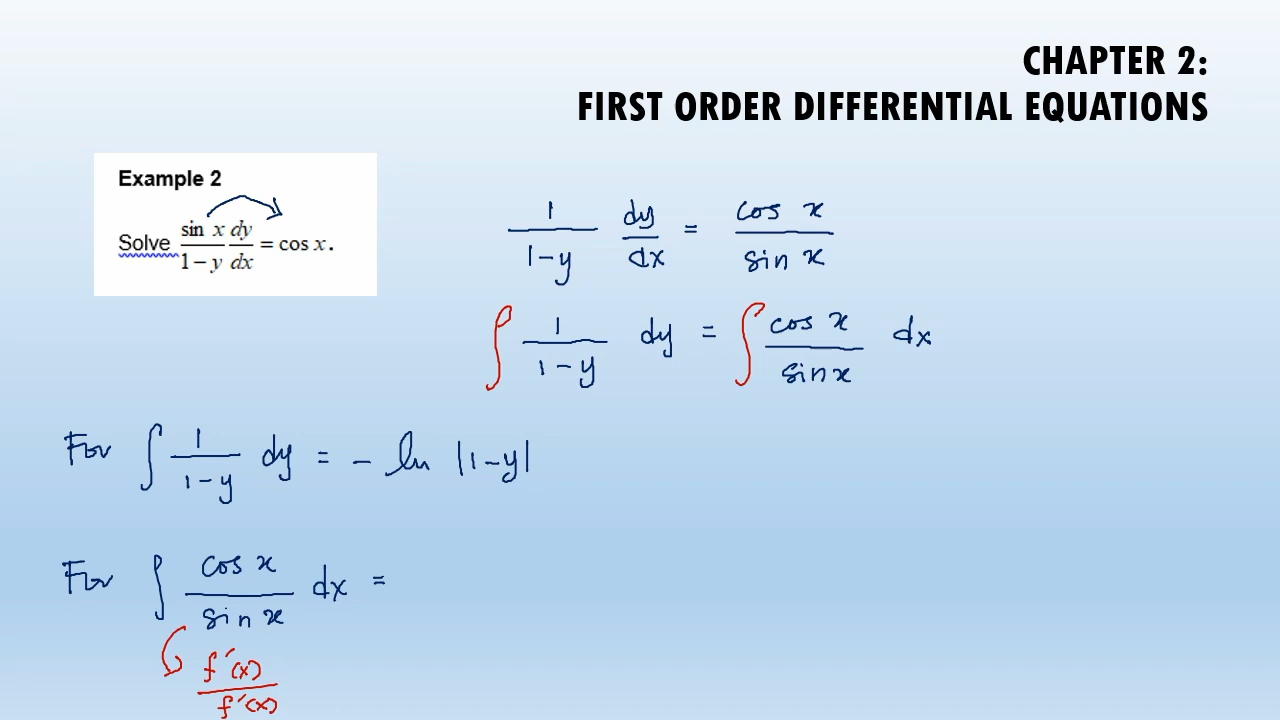 CHAPTER 2:
FIRST ORDER DIFFERENTIAL EQUATIONS
Example 2
Solve sin x/(1 − y) dy/dx = cos x.
1/(1-y) dy/dx = cos x/sin x
∫ 1/(1-y) dy = ∫ cos x/sin x dx
For ∫ 1/(1-y) dy = - ln |1-y|
For ∫ cos x/sin x dx =
f'(x)/f'(x)